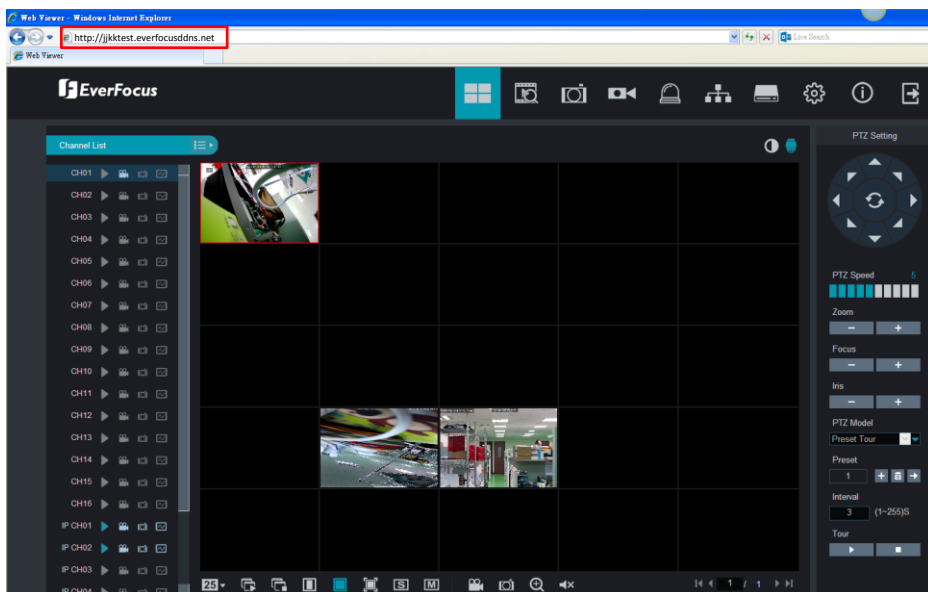 Web Viewer - Windows Internet Explorer
http://jjkktest.everfocusddns.net
Live Search
Web Viewer
EverFocus
PTZ Setting
Channel List
CH01
CH02
CH03
CH04
CH05
CH06
CH07
CH08
CH09
CH10
CH11
CH12
CH13
CH14
CH15
CH16
IP CH01
IP CH02
IP CH03
IP CH04
PTZ Speed 5
Zoom
- +
Focus
- +
Iris
- +
PTZ Model
Preset Tour
Preset
1 +
Interval
3 (1~255)S
Tour
25
S
M
1 / 1